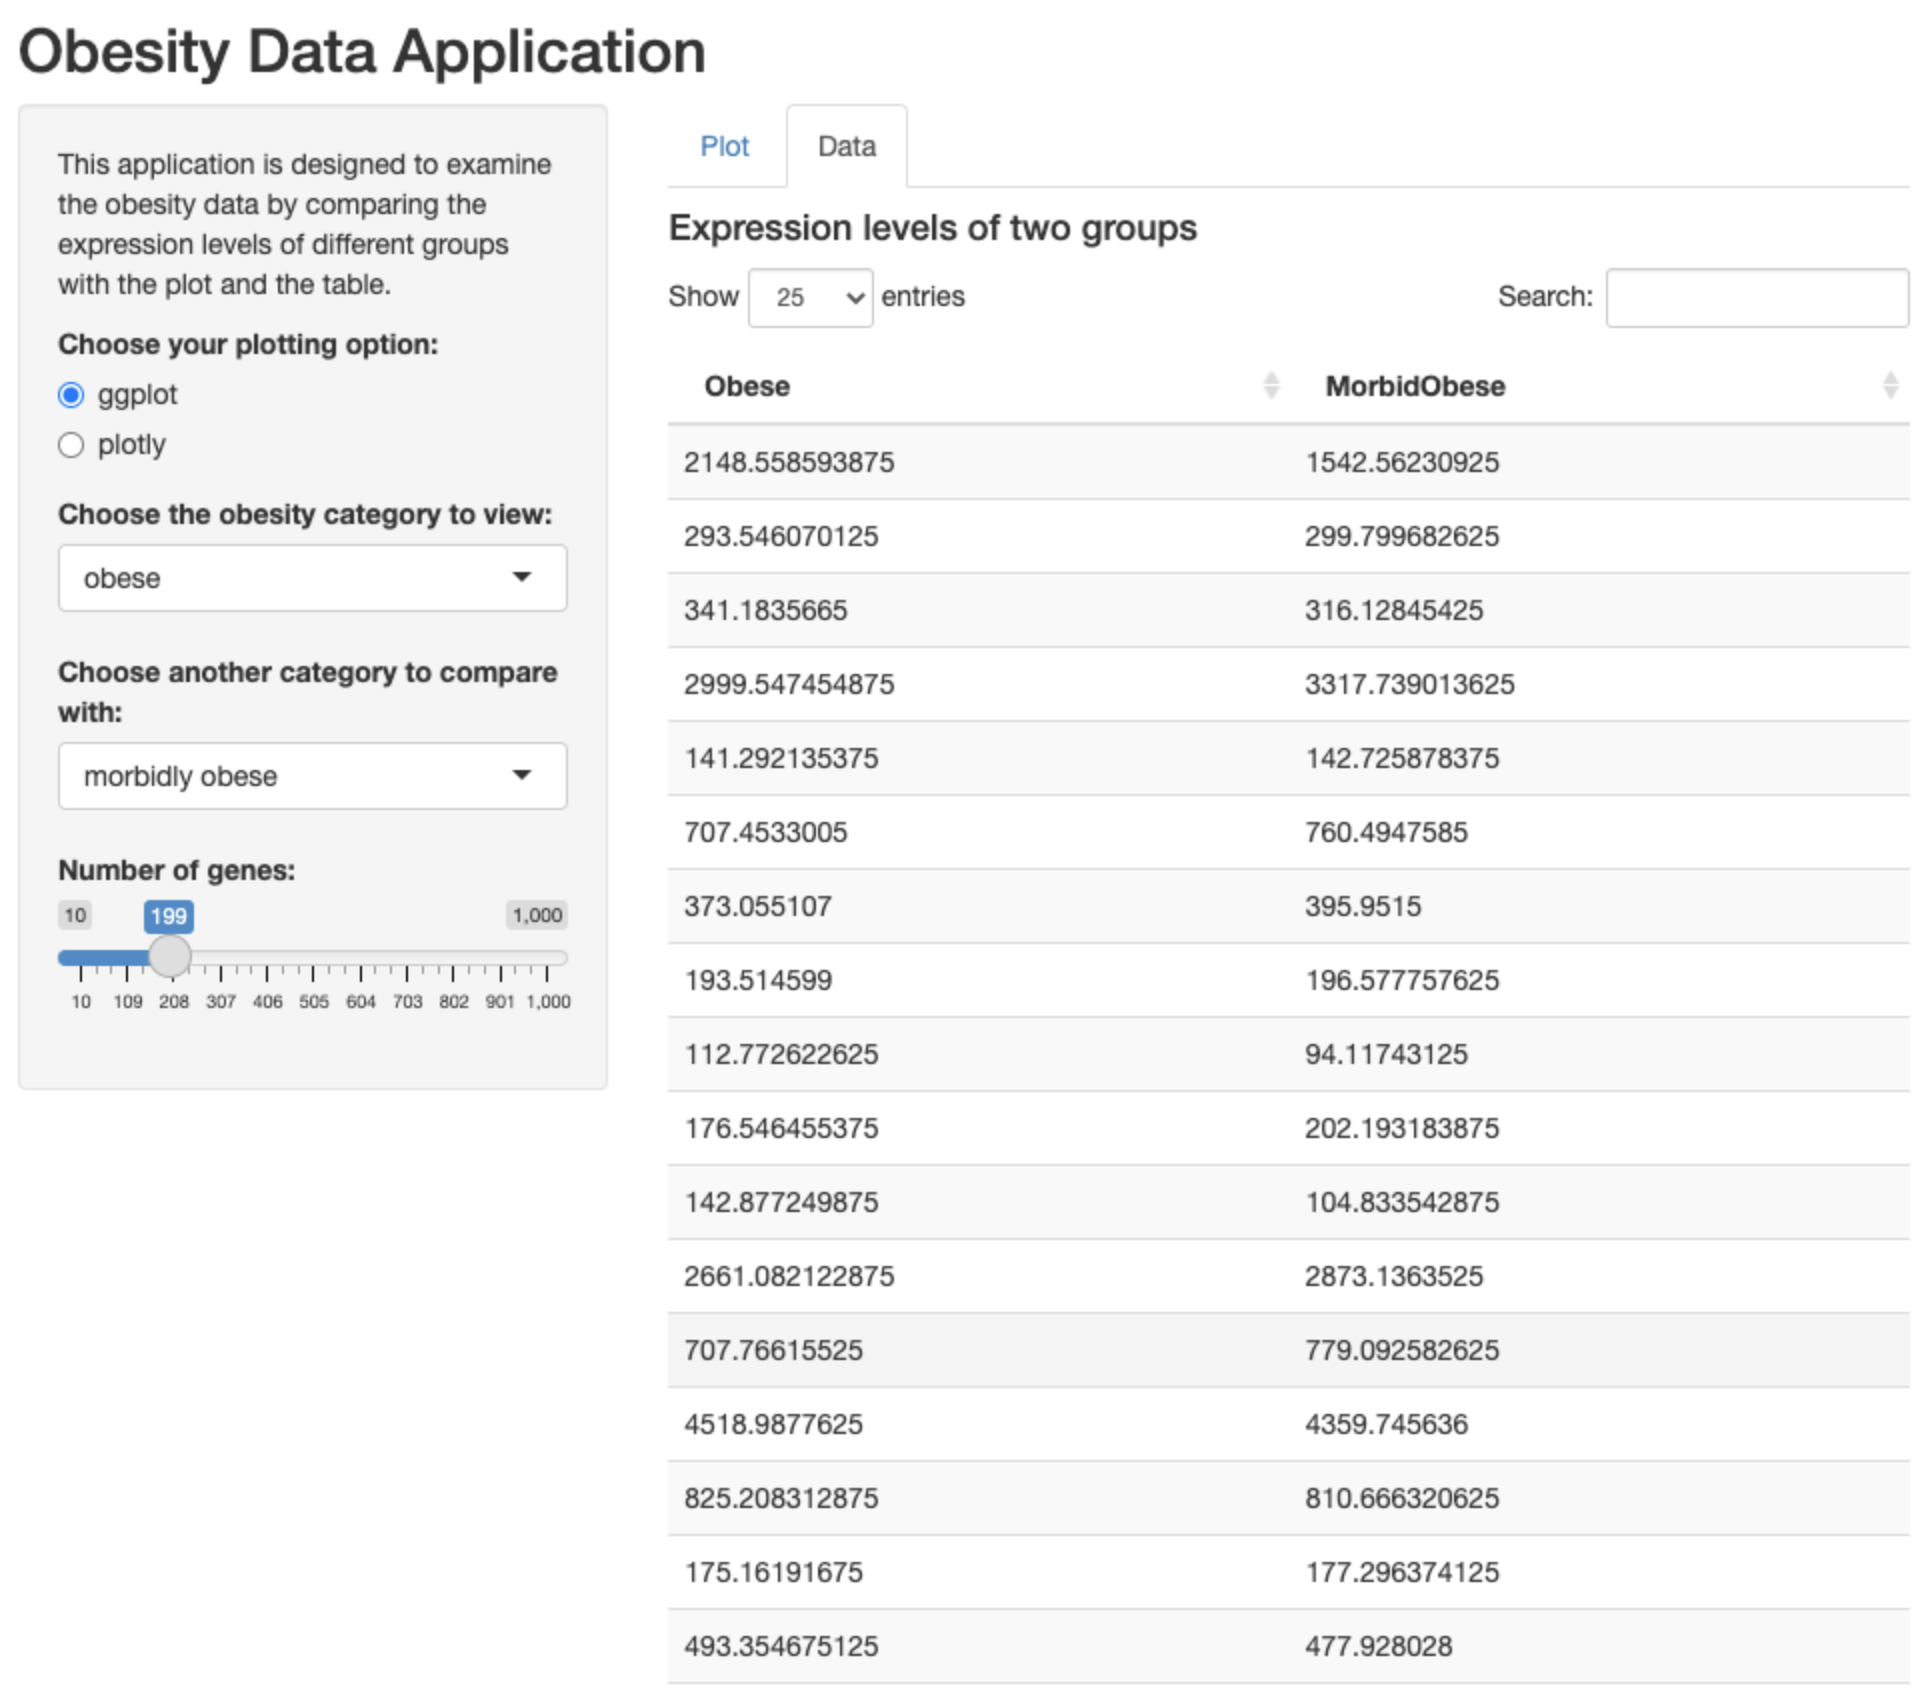 Obesity Data Application
This application is designed to examine
the obesity data by comparing the
expression levels of different groups
with the plot and the table.
Choose your plotting option:
ggplot
plotly
Choose the obesity category to view:
obese
Choose another category to compare
with:
morbidly obese
Number of genes:
10 199 1,000
10 109 208 307 406 505 604 703 802 901 1,000
Plot Data
Expression levels of two groups
Show 25 entries Search:
Obese MorbidObese
2148.558593875 1542.56230925
293.546070125 299.799682625
341.1835665 316.12845425
2999.547454875 3317.739013625
141.292135375 142.725878375
707.4533005 760.4947585
373.055107 395.9515
193.514599 196.577757625
112.772622625 94.11743125
176.546455375 202.193183875
142.877249875 104.833542875
2661.082122875 2873.1363525
707.76615525 779.092582625
4518.9877625 4359.745636
825.208312875 810.666320625
175.16191675 177.296374125
493.354675125 477.928028